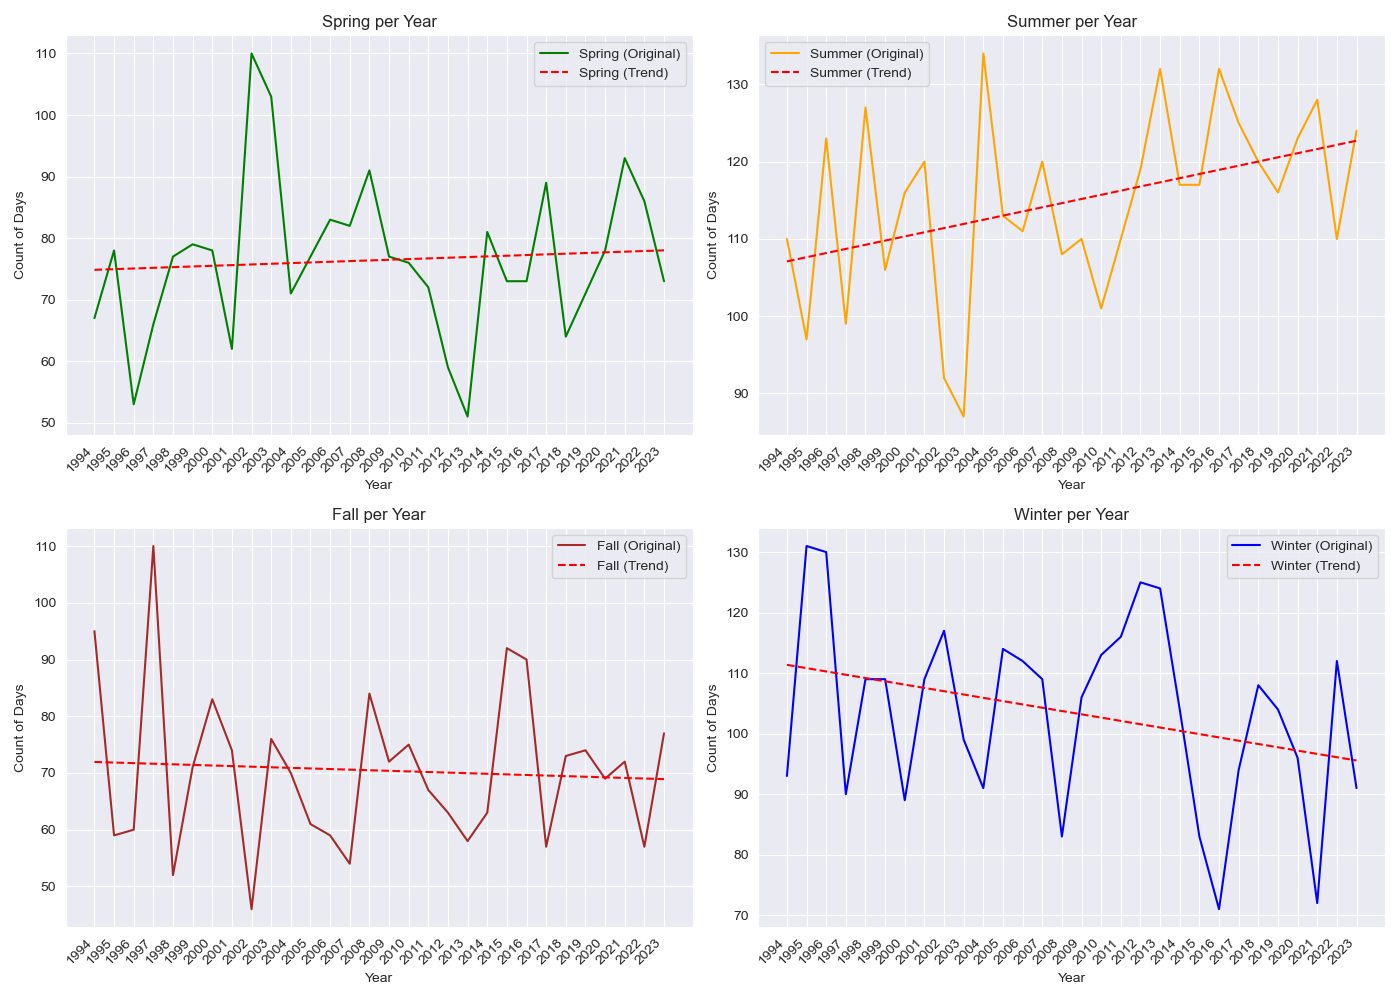 Spring per Year
Spring (Original)
Spring (Trend)
Count of Days
110
100
90
80
70
60
50
1994 1995 1996 1997 1998 1999 2000 2001 2002 2003 2004 2005 2006 2007 2008 2009 2010 2011 2012 2013 2014 2015 2016 2017 2018 2019 2020 2021 2022 2023
Year
Summer per Year
Summer (Original)
Summer (Trend)
Count of Days
130
120
110
100
90
1994 1995 1996 1997 1998 1999 2000 2001 2002 2003 2004 2005 2006 2007 2008 2009 2010 2011 2012 2013 2014 2015 2016 2017 2018 2019 2020 2021 2022 2023
Year
Fall per Year
Fall (Original)
Fall (Trend)
Count of Days
110
100
90
80
70
60
50
1994 1995 1996 1997 1998 1999 2000 2001 2002 2003 2004 2005 2006 2007 2008 2009 2010 2011 2012 2013 2014 2015 2016 2017 2018 2019 2020 2021 2022 2023
Year
Winter per Year
Winter (Original)
Winter (Trend)
Count of Days
130
120
110
100
90
80
70
1994 1995 1996 1997 1998 1999 2000 2001 2002 2003 2004 2005 2006 2007 2008 2009 2010 2011 2012 2013 2014 2015 2016 2017 2018 2019 2020 2021 2022 2023
Year